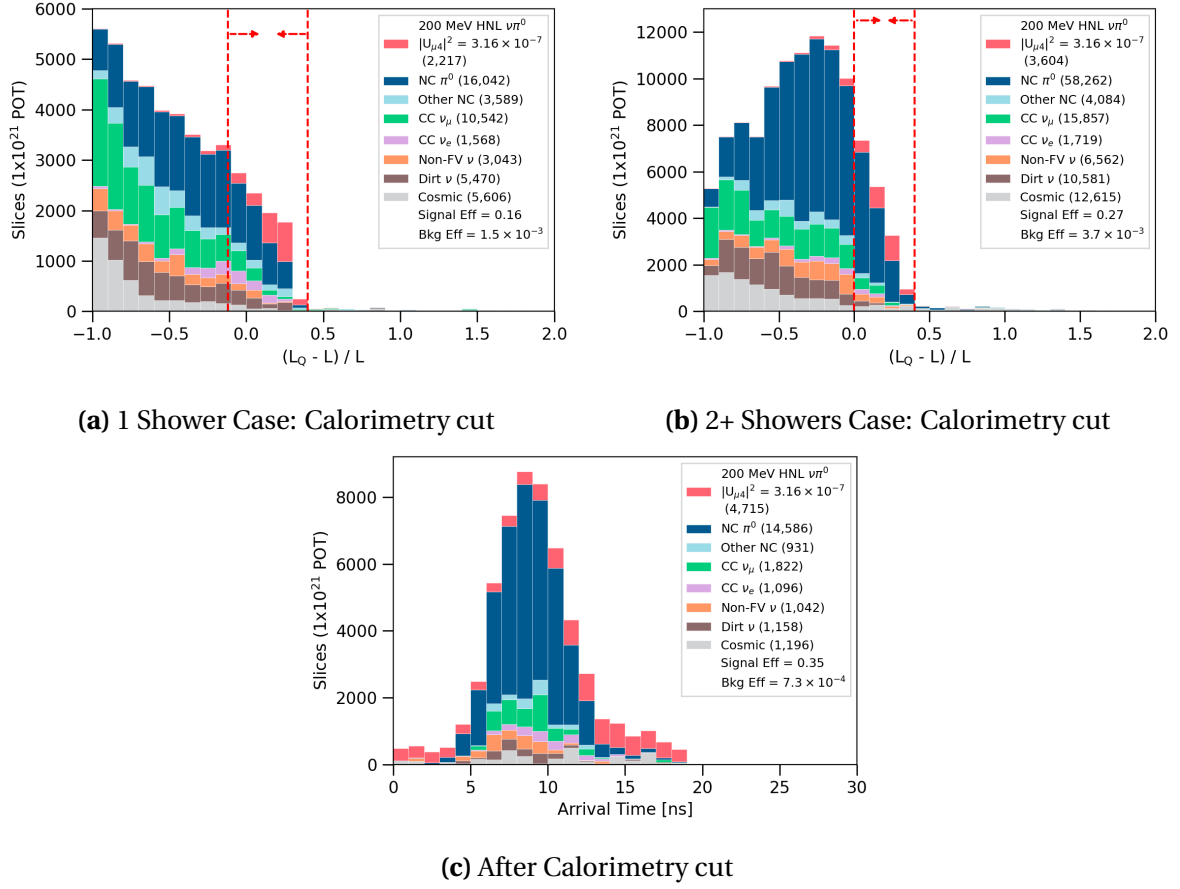 6000
5000
4000
3000
2000
1000
0
Slices (1x10²¹ POT)
−1.0 −0.5 0.0 0.5 1.0 1.5 2.0
(L_Q - L) / L
200 MeV HNL νπ⁰
|U_μ4|² = 3.16 × 10⁻⁷
(2,217)
NC π⁰ (16,042)
Other NC (3,589)
CC ν_μ (10,542)
CC ν_e (1,568)
Non-FV ν (3,043)
Dirt ν (5,470)
Cosmic (5,606)
Signal Eff = 0.16
Bkg Eff = 1.5 × 10⁻³
(a) 1 Shower Case: Calorimetry cut
12000
10000
8000
6000
4000
2000
0
Slices (1x10²¹ POT)
−1.0 −0.5 0.0 0.5 1.0 1.5 2.0
(L_Q - L) / L
200 MeV HNL νπ⁰
|U_μ4|² = 3.16 × 10⁻⁷
(3,604)
NC π⁰ (58,262)
Other NC (4,084)
CC ν_μ (15,857)
CC ν_e (1,719)
Non-FV ν (6,562)
Dirt ν (10,581)
Cosmic (12,615)
Signal Eff = 0.27
Bkg Eff = 3.7 × 10⁻³
(b) 2+ Showers Case: Calorimetry cut
8000
6000
4000
2000
0
Slices (1x10²¹ POT)
0 5 10 15 20 25 30
Arrival Time [ns]
200 MeV HNL νπ⁰
|U_μ4|² = 3.16 × 10⁻⁷
(4,715)
NC π⁰ (14,586)
Other NC (931)
CC ν_μ (1,822)
CC ν_e (1,096)
Non-FV ν (1,042)
Dirt ν (1,158)
Cosmic (1,196)
Signal Eff = 0.35
Bkg Eff = 7.3 × 10⁻⁴
(c) After Calorimetry cut